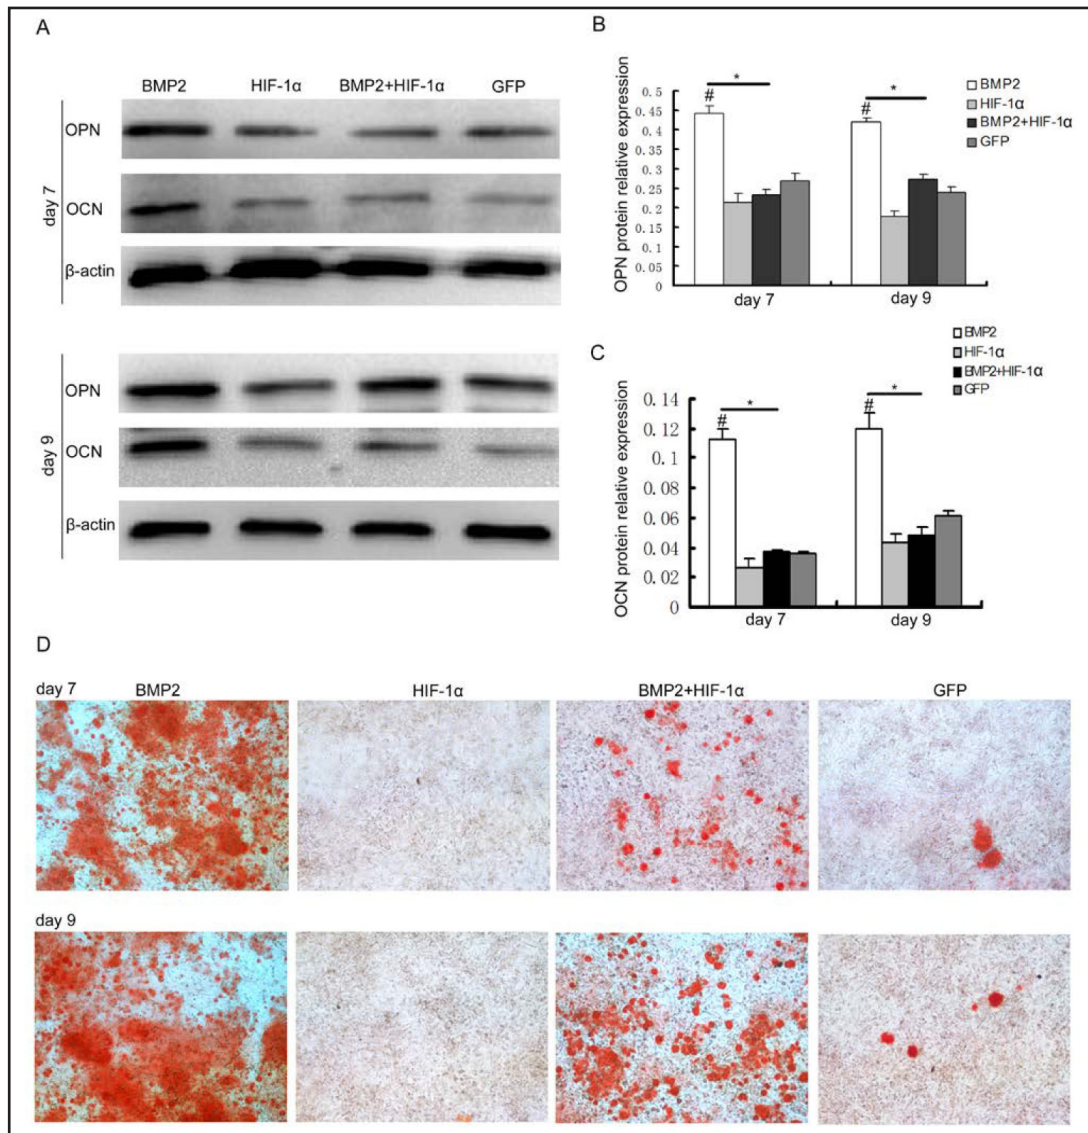 A
BMP2 HIF-1α BMP2+HIF-1α GFP
OPN
OCN
β-actin
day 7
OPN
OCN
β-actin
day 9
B
OPN protein relative expression
0.5
0.45
0.4
0.35
0.3
0.25
0.2
0.15
0.1
0.05
0
#
*
#
*
day 7 day 9
BMP2
HIF-1α
BMP2+HIF-1α
GFP
C
OCN protein relative expression
0.14
0.12
0.1
0.08
0.06
0.04
0.02
0
#
*
#
*
day 7 day 9
BMP2
HIF-1α
BMP2+HIF-1α
GFP
D
day 7 BMP2 HIF-1α BMP2+HIF-1α GFP
day 9